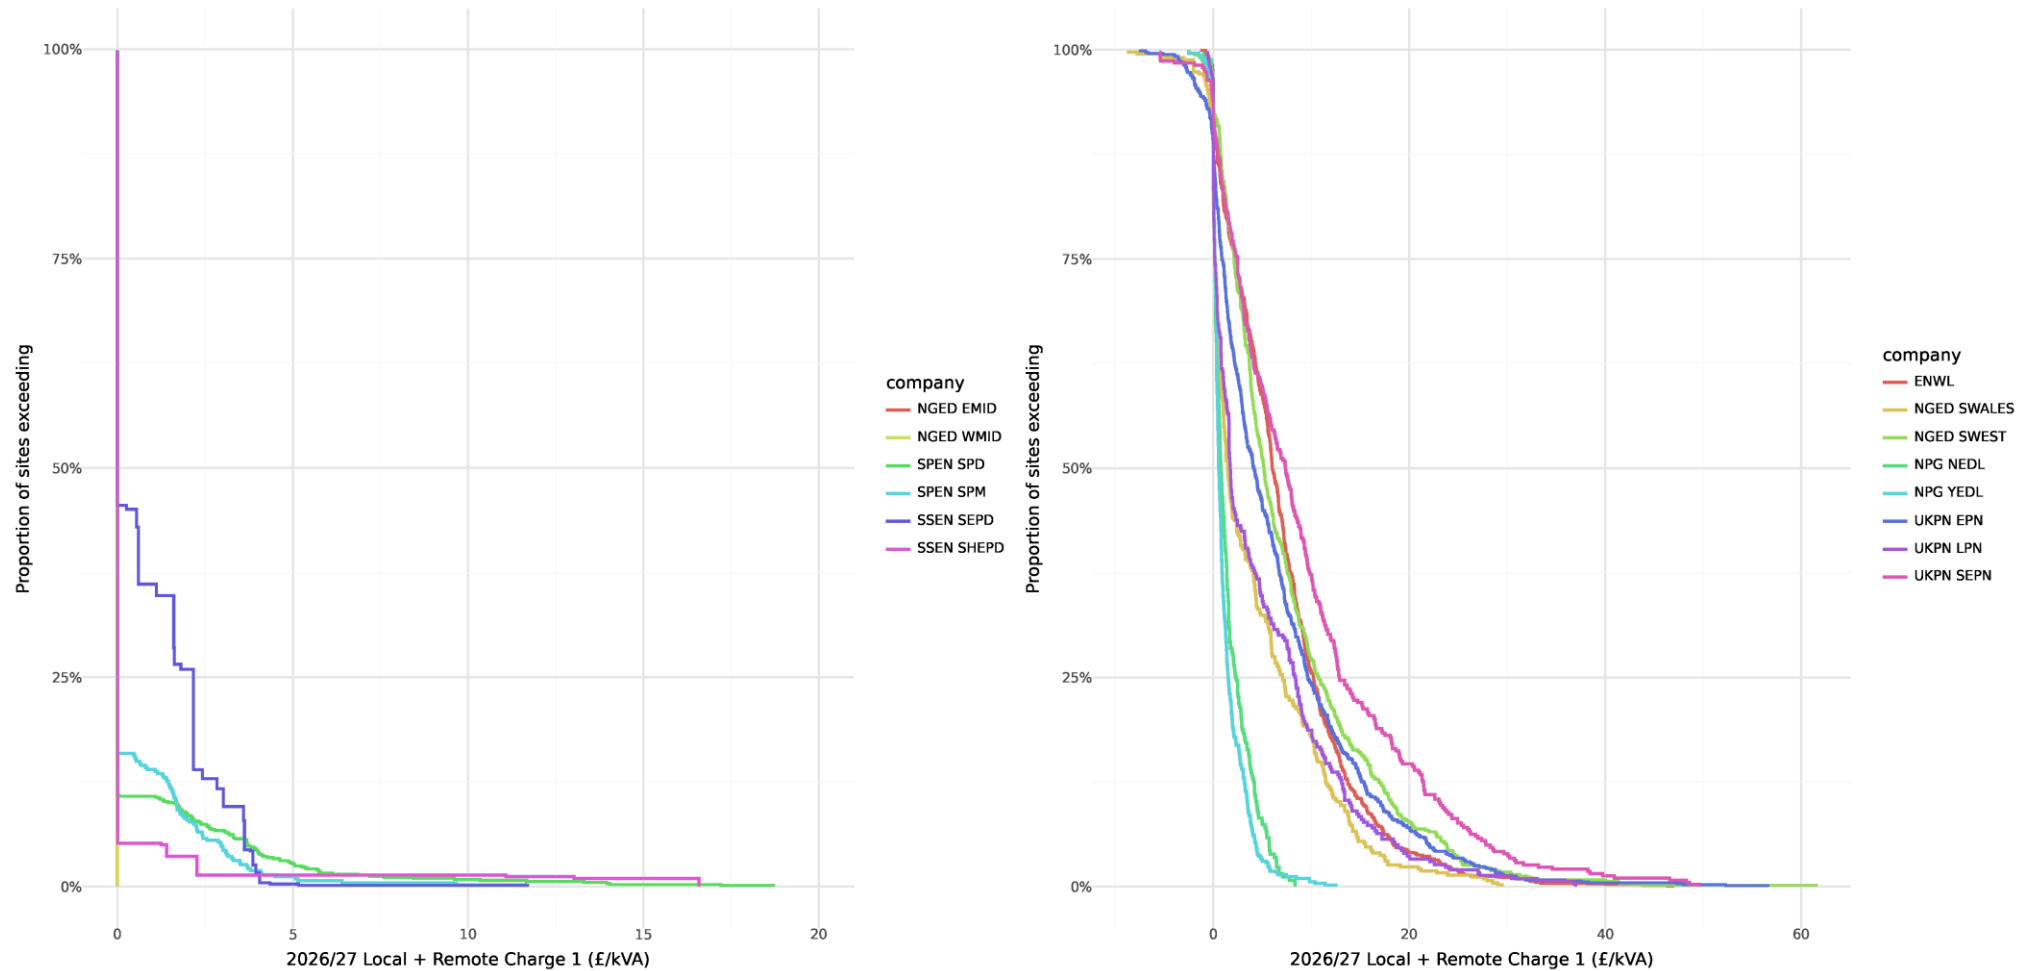 Proportion of sites exceeding
100%
75%
50%
25%
0%
0
5
10
15
20
2026/27 Local + Remote Charge 1 (£/kVA)
company
NGED EMID
NGED WMID
SPEN SPD
SPEN SPM
SSEN SEPD
SSEN SHEPD
Proportion of sites exceeding
100%
75%
50%
25%
0%
0
20
40
60
2026/27 Local + Remote Charge 1 (£/kVA)
company
ENWL
NGED SWALES
NGED SWEST
NPG NEDL
NPG YEDL
UKPN EPN
UKPN LPN
UKPN SEPN